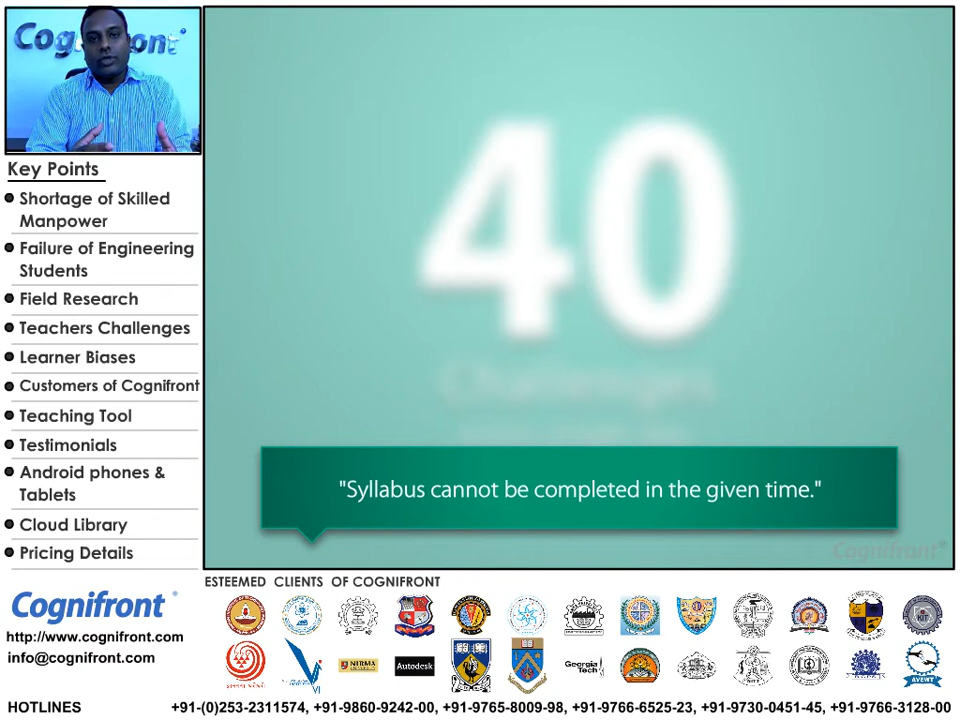 Cognifront
Key Points
Shortage of Skilled
Manpower
Failure of Engineering
Students
Field Research
Teachers Challenges
Learner Biases
Customers of Cognifront
Teaching Tool
Testimonials
Android phones &
Tablets
Cloud Library
Pricing Details
40
Challenges
"Syllabus cannot be completed in the given time."
Cognifront
ESTEEMED CLIENTS OF COGNIFRONT
Cognifront
http://www.cognifront.com
info@cognifront.com
NIRMA
Autodesk
Georgia
Tech
AVENT
HOTLINES +91-(0)253-2311574, +91-9860-9242-00, +91-9765-8009-98, +91-9766-6525-23, +91-9730-0451-45, +91-9766-3128-00